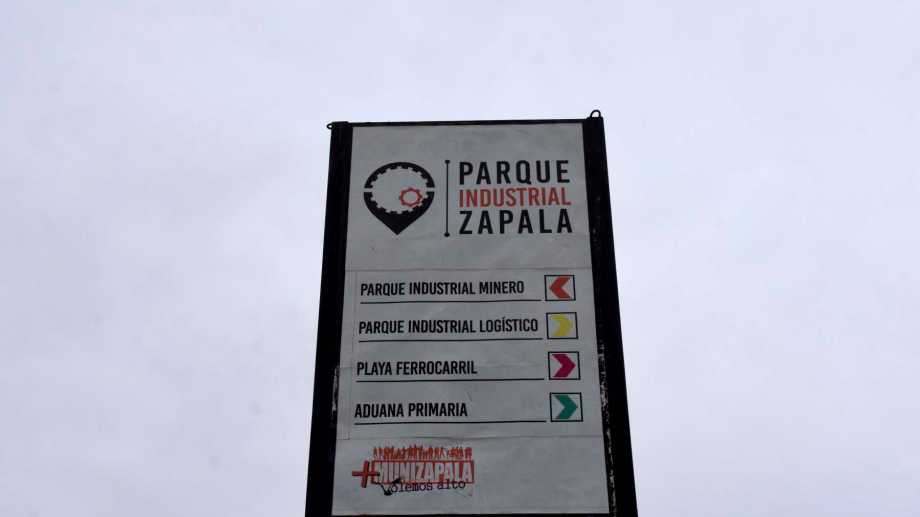 PARQUE
INDUSTRIAL
ZAPALA
PARQUE INDUSTRIAL MINERO
PARQUE INDUSTRIAL LOGÍSTICO
PLAYA FERROCARRIL
ADUANA PRIMARIA
+MUNIZAPALA
Volemos alto